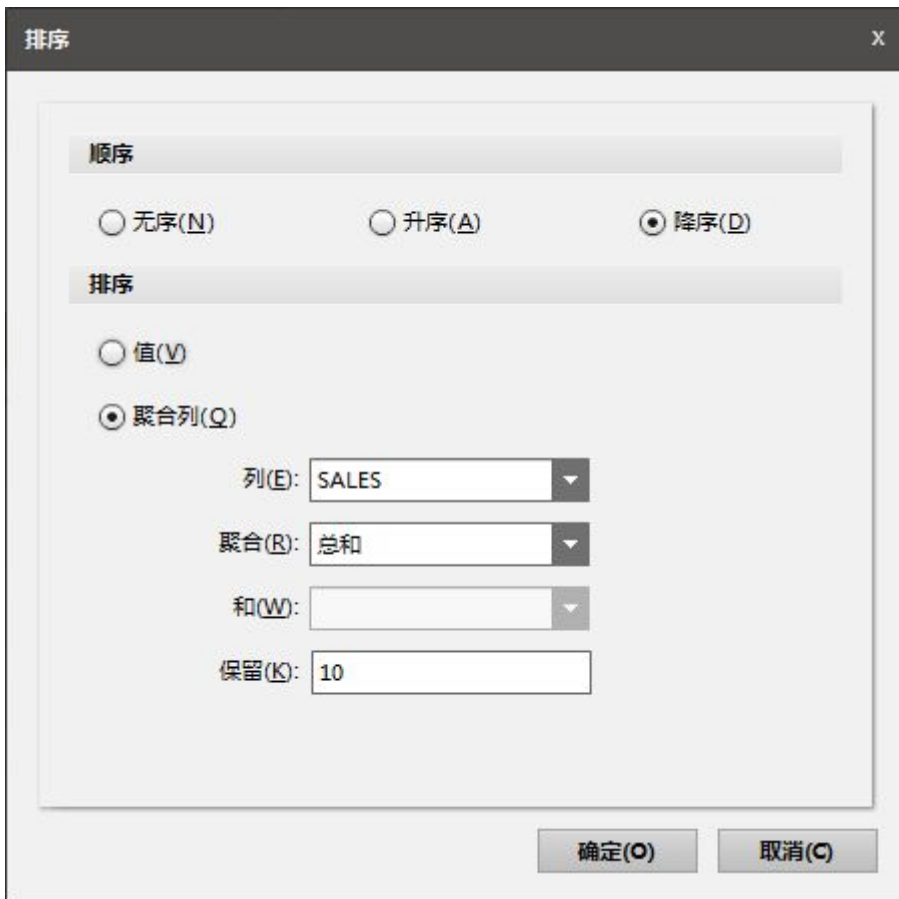 排序 x
顺序
无序(N) 升序(A) 降序(D)
排序
值(V)
聚合列(Q)
列(E): SALES
聚合(R): 总和
和(W):
保留(K): 10
确定(O) 取消(C)